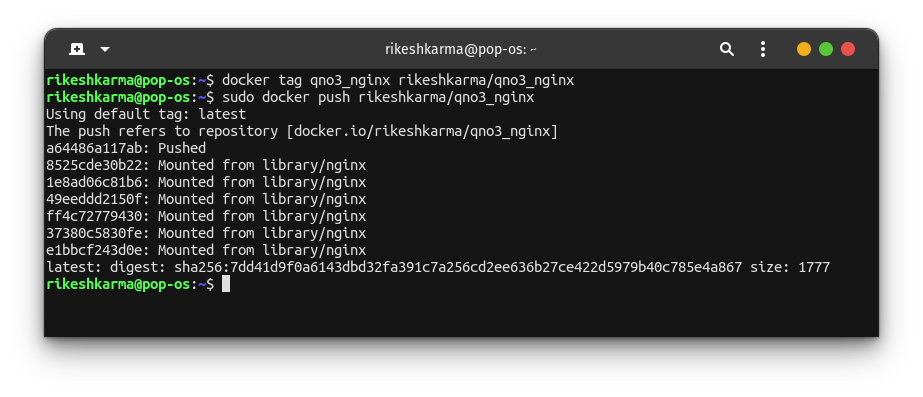 rikeshkarma@pop-os: ~
rikeshkarma@pop-os:~$ docker tag qno3_nginx rikeshkarma/qno3_nginx
rikeshkarma@pop-os:~$ sudo docker push rikeshkarma/qno3_nginx
Using default tag: latest
The push refers to repository [docker.io/rikeshkarma/qno3_nginx]
a64486a117ab: Pushed
8525cde30b22: Mounted from library/nginx
1e8ad06c81b6: Mounted from library/nginx
49eeddd2150f: Mounted from library/nginx
ff4c72779430: Mounted from library/nginx
37380c5830fe: Mounted from library/nginx
e1bbcf243d0e: Mounted from library/nginx
latest: digest: sha256:7dd41d9f0a6143dbd32fa391c7a256cd2ee636b27ce422d5979b40c785e4a867 size: 1777
rikeshkarma@pop-os:~$